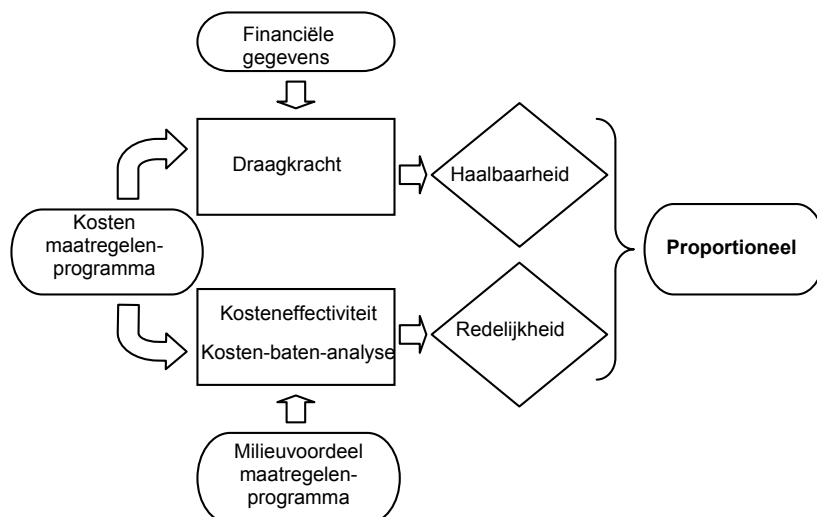 Financiële
gegevens
Draagkracht
Haalbaarheid
Kosten
maatregelen-
programma
Proportioneel
Kosteneffectiviteit
Kosten-baten-analyse
Redelijkheid
Milieuvoordeel
maatregelen-
programma